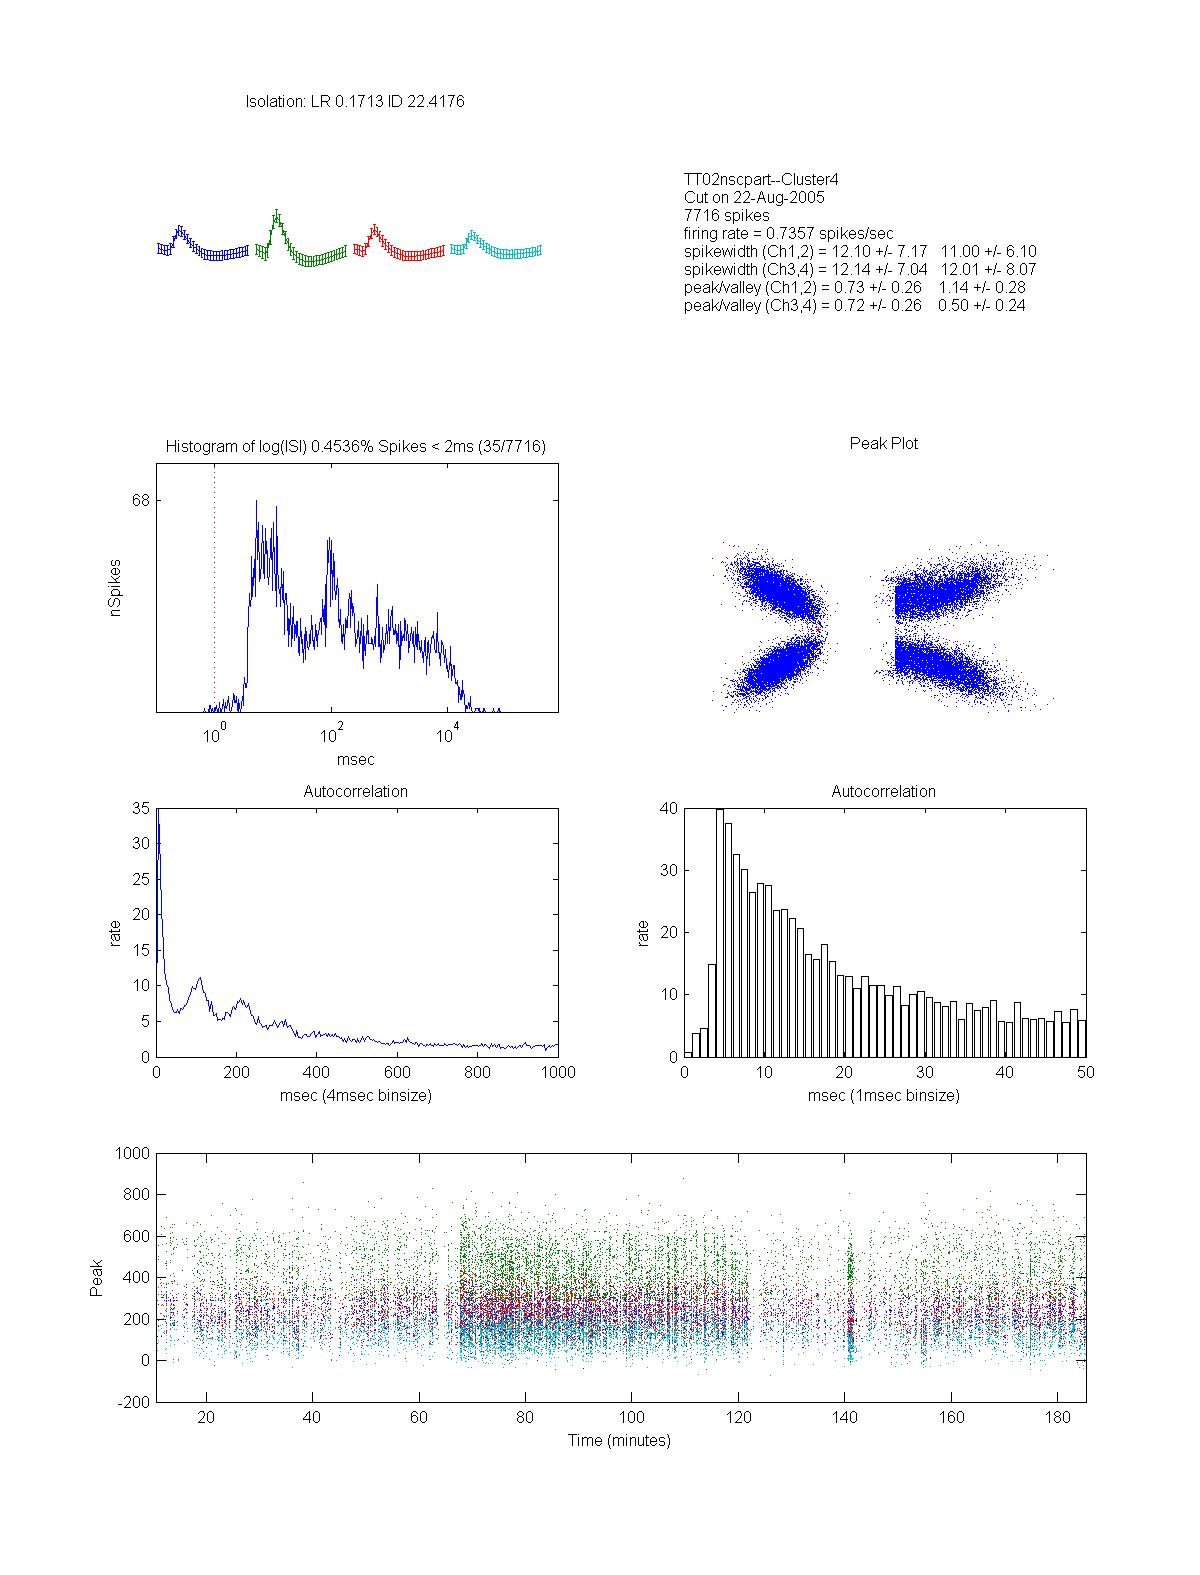 Isolation: LR 0.1713 ID 22.4176
TT02nscpart--Cluster4
Cut on 22-Aug-2005
7716 spikes
firing rate = 0.7357 spikes/sec
spikewidth (Ch1,2) = 12.10 +/- 7.17   11.00 +/- 6.10
spikewidth (Ch3,4) = 12.14 +/- 7.04   12.01 +/- 8.07
peak/valley (Ch1,2) = 0.73 +/- 0.26   1.14 +/- 0.28
peak/valley (Ch3,4) = 0.72 +/- 0.26   0.50 +/- 0.24
Histogram of log(ISI) 0.4536% Spikes < 2ms (35/7716)
68
nSpikes
10^0 10^2 10^4
msec
Peak Plot
Autocorrelation
35
30
25
20
15
10
5
0
rate
0 200 400 600 800 1000
msec (4msec binsize)
Autocorrelation
40
30
20
10
0
rate
0 10 20 30 40 50
msec (1msec binsize)
1000
800
600
400
200
0
-200
Peak
20 40 60 80 100 120 140 160 180
Time (minutes)